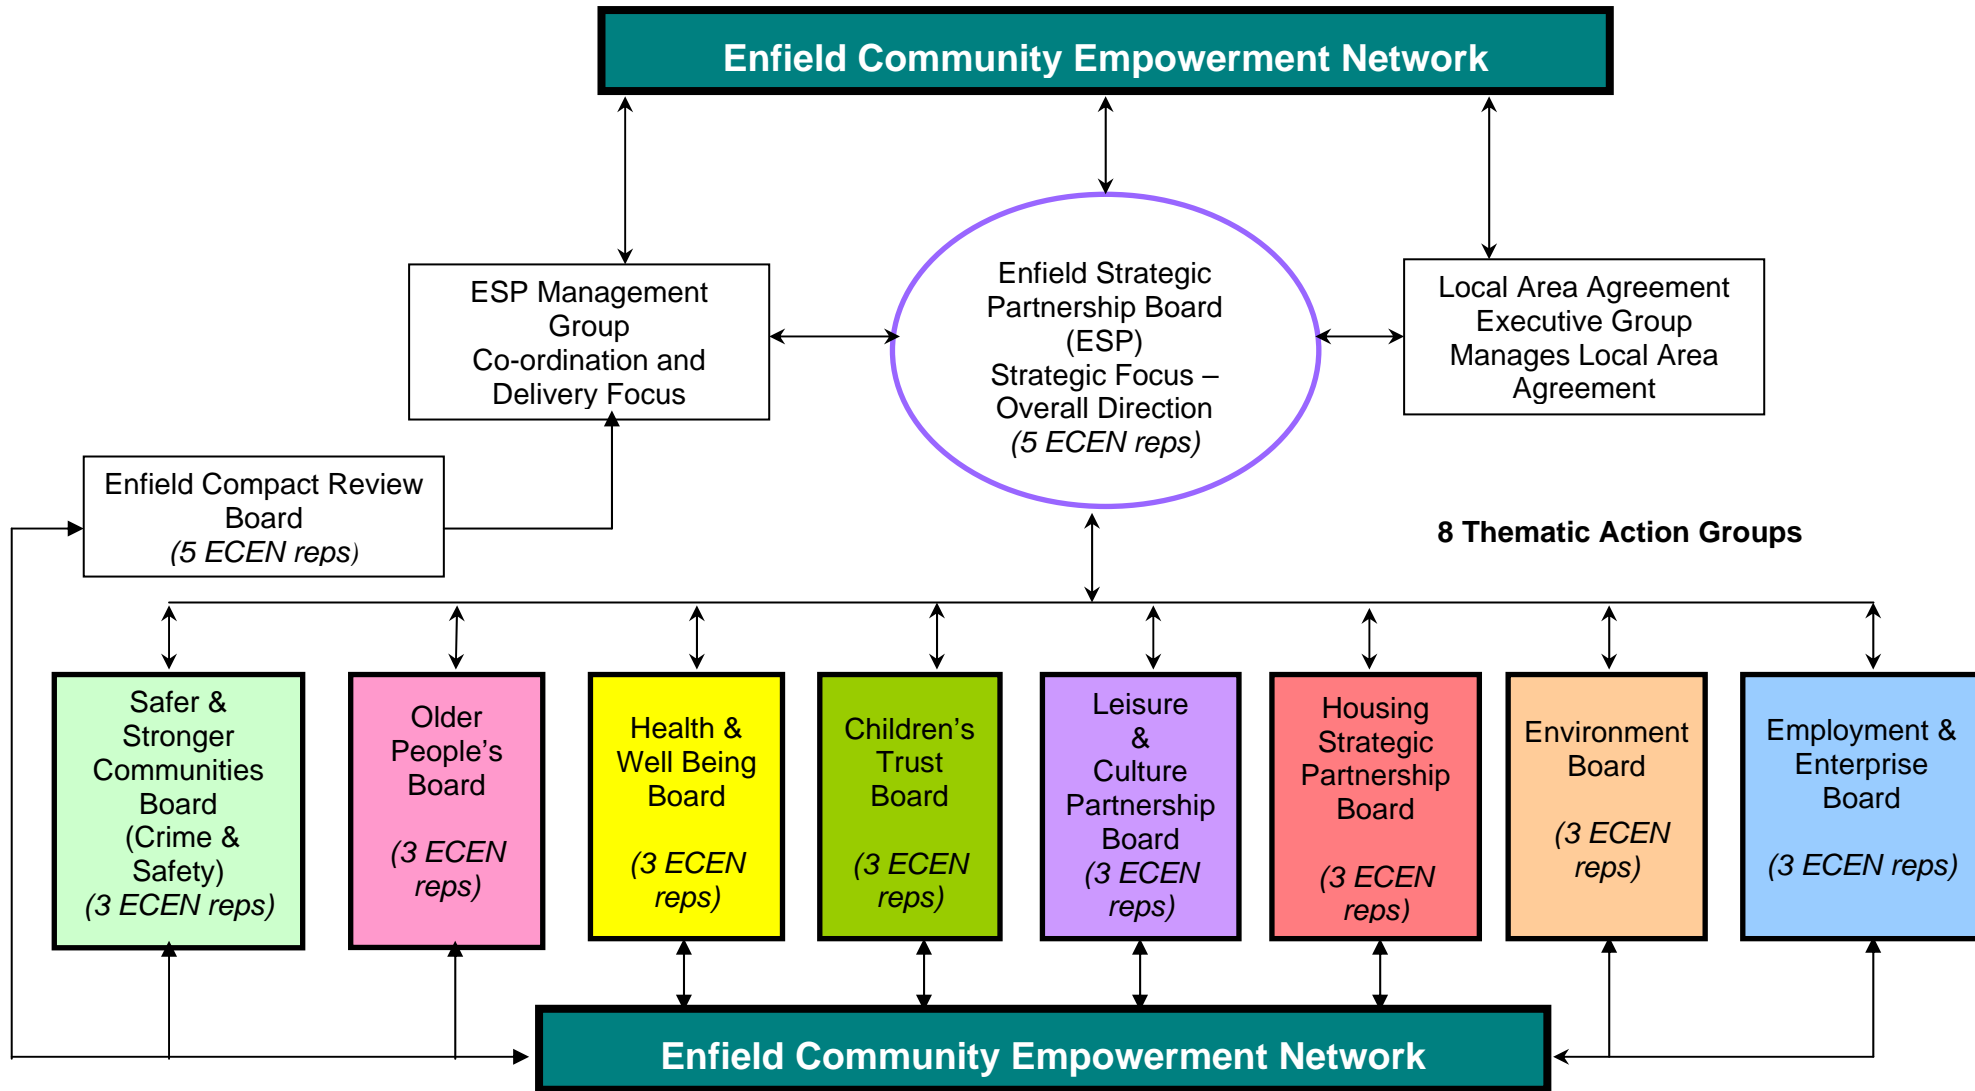 Enfield Community Empowerment Network
ESP Management
Group
Co-ordination and
Delivery Focus
Enfield Strategic
Partnership Board
(ESP)
Strategic Focus –
Overall Direction
(5 ECEN reps)
Local Area Agreement
Executive Group
Manages Local Area
Agreement
Enfield Compact Review
Board
(5 ECEN reps)
8 Thematic Action Groups
Safer &
Stronger
Communities
Board
(Crime &
Safety)
(3 ECEN reps)
Older
People’s
Board
(3 ECEN
reps)
Health &
Well Being
Board
(3 ECEN
reps)
Children’s
Trust
Board
(3 ECEN
reps)
Leisure
&
Culture
Partnership
Board
(3 ECEN
reps)
Housing
Strategic
Partnership
Board
(3 ECEN
reps)
Environment
Board
(3 ECEN
reps)
Employment &
Enterprise
Board
(3 ECEN reps)
Enfield Community Empowerment Network